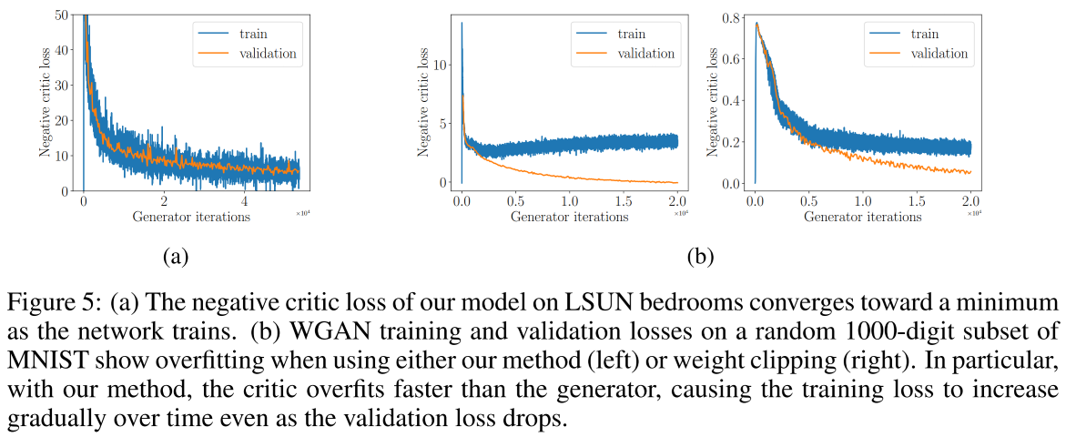 50
40
30
20
10
0
Negative critic loss
train
validation
0
2
4
Generator iterations
×10⁴
(a)
10
5
0
Negative critic loss
train
validation
0.0
0.5
1.0
1.5
2.0
Generator iterations
×10⁴
0.8
0.6
0.4
0.2
0.0
Negative critic loss
train
validation
0.0
0.5
1.0
1.5
2.0
Generator iterations
×10⁴
(b)
Figure 5: (a) The negative critic loss of our model on LSUN bedrooms converges toward a minimum
as the network trains. (b) WGAN training and validation losses on a random 1000-digit subset of
MNIST show overfitting when using either our method (left) or weight clipping (right). In particular,
with our method, the critic overfits faster than the generator, causing the training loss to increase
gradually over time even as the validation loss drops.